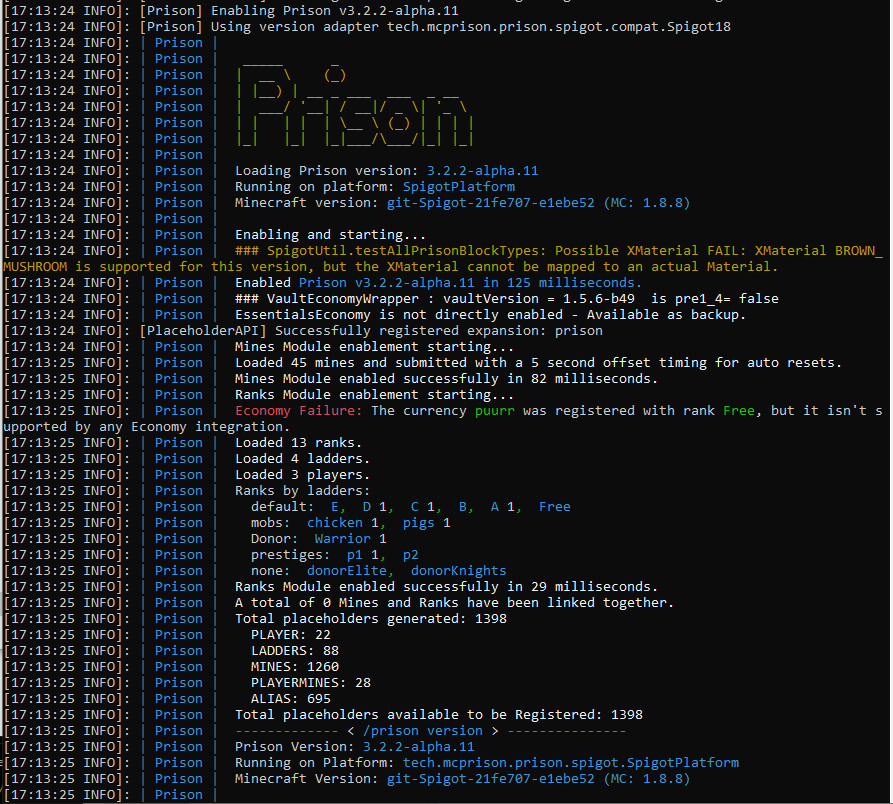 [17:13:24 INFO]: [Prison] Enabling Prison v3.2.2-alpha.11
[17:13:24 INFO]: [Prison] Using version adapter tech.mcprison.prison.spigot.compat.Spigot18
[17:13:24 INFO]: | Prison |
[17:13:24 INFO]: | Prison |   _____      _
[17:13:24 INFO]: | Prison |  |  __ \    (_)
[17:13:24 INFO]: | Prison |  | |__) | __ _ ___  ___  _ __
[17:13:24 INFO]: | Prison |  |  ___/ '__| / __|/ _ \| '_ \
[17:13:24 INFO]: | Prison |  | |   | |  | \__ \ (_) | | | |
[17:13:24 INFO]: | Prison |  |_|   |_|  |_|___/\___/|_| |_|
[17:13:24 INFO]: | Prison |
[17:13:24 INFO]: | Prison |  Loading Prison version: 3.2.2-alpha.11
[17:13:24 INFO]: | Prison |  Running on platform: SpigotPlatform
[17:13:24 INFO]: | Prison |  Minecraft version: git-Spigot-21fe707-e1ebe52 (MC: 1.8.8)
[17:13:24 INFO]: | Prison |
[17:13:24 INFO]: | Prison |  Enabling and starting...
[17:13:24 INFO]: | Prison |  ### SpigotUtil.testAllPrisonBlockTypes: Possible XMaterial FAIL: XMaterial BROWN_
MUSHROOM is supported for this version, but the XMaterial cannot be mapped to an actual Material.
[17:13:24 INFO]: | Prison |  Enabled Prison v3.2.2-alpha.11 in 125 milliseconds.
[17:13:24 INFO]: | Prison |  ### VaultEconomyWrapper : vaultVersion = 1.5.6-b49  is pre1_4= false
[17:13:24 INFO]: | Prison |  EssentialsEconomy is not directly enabled - Available as backup.
[17:13:24 INFO]: [PlaceholderAPI] Successfully registered expansion: prison
[17:13:24 INFO]: | Prison |  Mines Module enablement starting...
[17:13:25 INFO]: | Prison |  Loaded 45 mines and submitted with a 5 second offset timing for auto resets.
[17:13:25 INFO]: | Prison |  Mines Module enabled successfully in 82 milliseconds.
[17:13:25 INFO]: | Prison |  Ranks Module enablement starting...
[17:13:25 INFO]: | Prison |  Economy Failure: The currency puurr was registered with rank Free, but it isn't s
upported by any Economy integration.
[17:13:25 INFO]: | Prison |  Loaded 13 ranks.
[17:13:25 INFO]: | Prison |  Loaded 4 ladders.
[17:13:25 INFO]: | Prison |  Loaded 3 players.
[17:13:25 INFO]: | Prison |  Ranks by ladders:
[17:13:25 INFO]: | Prison |    default:  E,  D 1,  C 1,  B,  A 1,  Free
[17:13:25 INFO]: | Prison |    mobs:  chicken 1,  pigs 1
[17:13:25 INFO]: | Prison |    Donor:  Warrior 1
[17:13:25 INFO]: | Prison |    prestiges:  p1 1,  p2
[17:13:25 INFO]: | Prison |    none:  donorElite,  donorKnights
[17:13:25 INFO]: | Prison |  Ranks Module enabled successfully in 29 milliseconds.
[17:13:25 INFO]: | Prison |  A total of 0 Mines and Ranks have been linked together.
[17:13:25 INFO]: | Prison |  Total placeholders generated: 1398
[17:13:25 INFO]: | Prison |    PLAYER: 22
[17:13:25 INFO]: | Prison |    LADDERS: 88
[17:13:25 INFO]: | Prison |    MINES: 1260
[17:13:25 INFO]: | Prison |    PLAYERMINES: 28
[17:13:25 INFO]: | Prison |    ALIAS: 695
[17:13:25 INFO]: | Prison |  Total placeholders available to be Registered: 1398
[17:13:25 INFO]: | Prison |  ------------- < /prison version > ---------------
[17:13:25 INFO]: | Prison |  Prison Version: 3.2.2-alpha.11
[17:13:25 INFO]: | Prison |  Running on Platform: tech.mcprison.prison.spigot.SpigotPlatform
[17:13:25 INFO]: | Prison |  Minecraft Version: git-Spigot-21fe707-e1ebe52 (MC: 1.8.8)
[17:13:25 INFO]: | Prison |